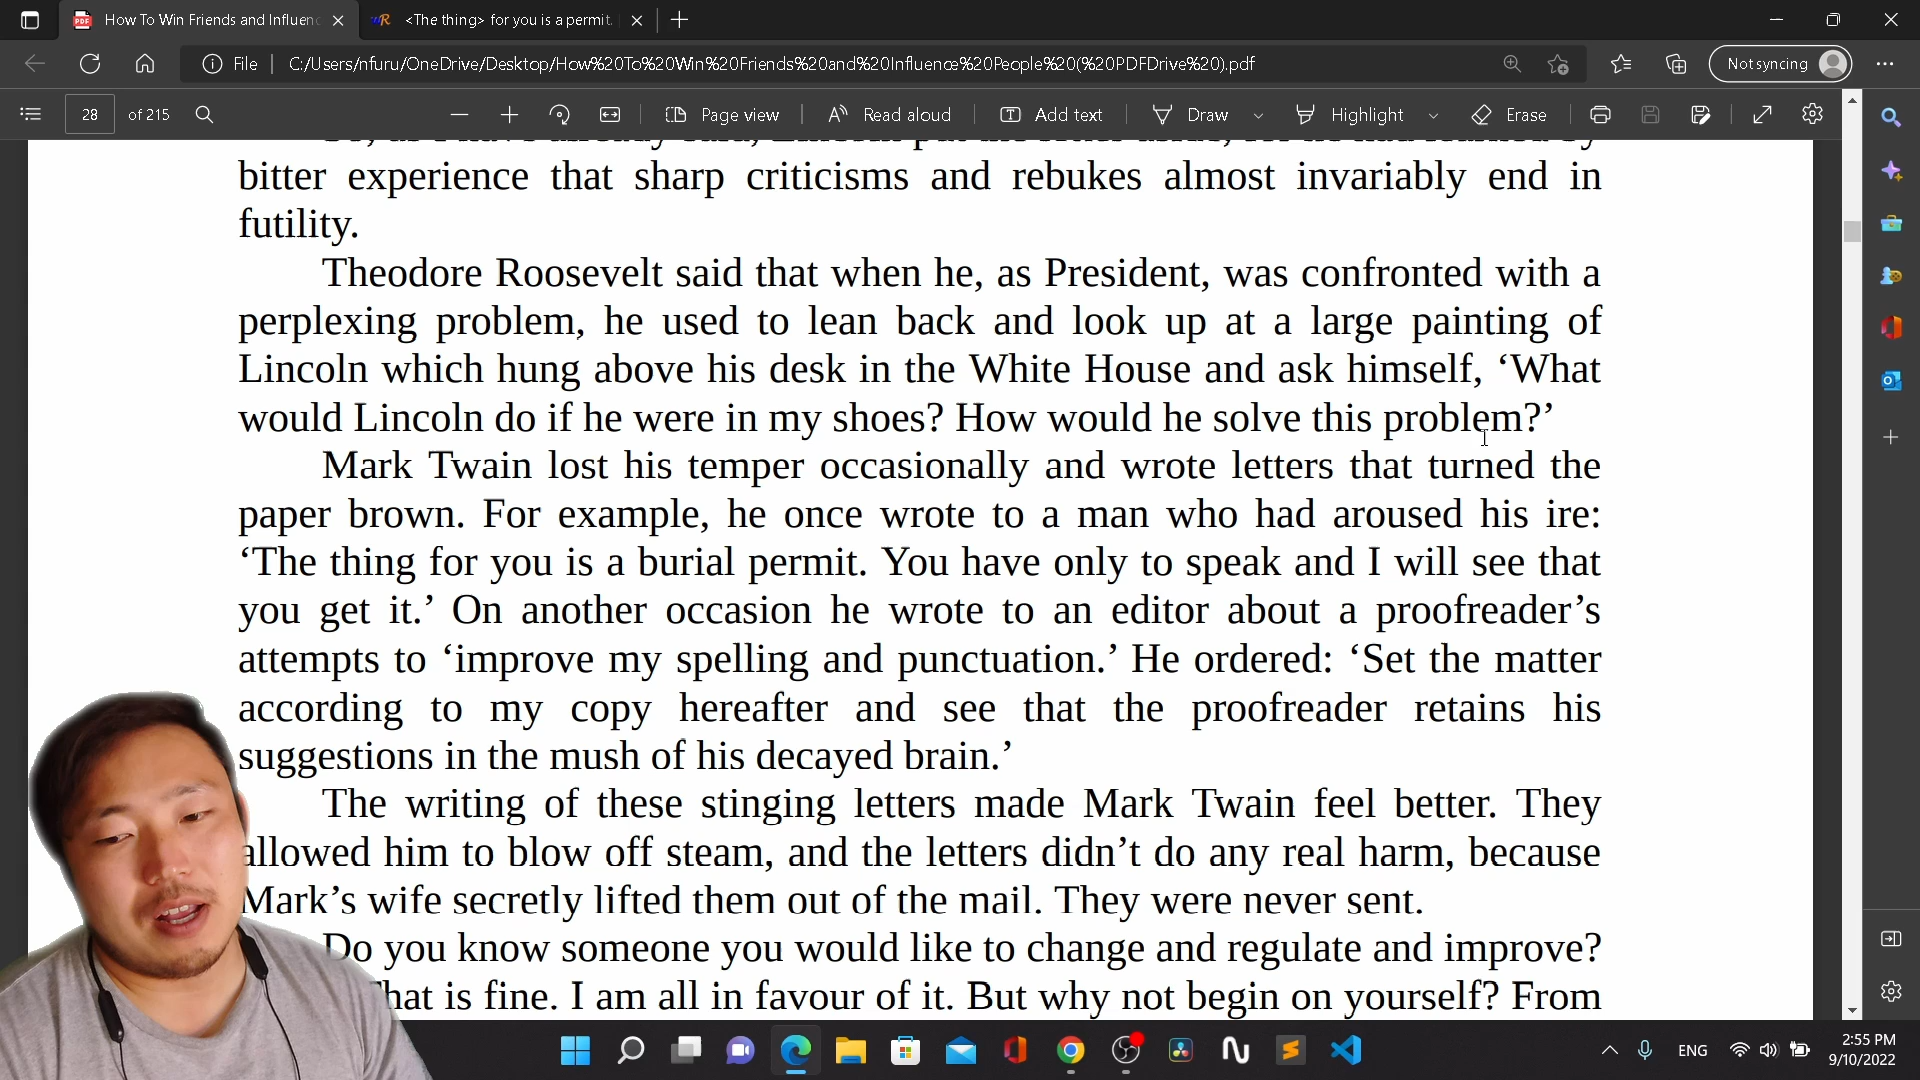 How To Win Friends and Influenc
<The thing> for you is a permit.
File
C:/Users/nfuru/OneDrive/Desktop/How%20To%20Win%20Friends%20and%20Influence%20People%20(%20PDFDrive%20).pdf
Not syncing
28 of 215
Page view
Read aloud
Add text
Draw
Highlight
Erase
bitter experience that sharp criticisms and rebukes almost invariably end in
futility.
Theodore Roosevelt said that when he, as President, was confronted with a
perplexing problem, he used to lean back and look up at a large painting of
Lincoln which hung above his desk in the White House and ask himself, ‘What
would Lincoln do if he were in my shoes? How would he solve this problem?’
Mark Twain lost his temper occasionally and wrote letters that turned the
paper brown. For example, he once wrote to a man who had aroused his ire:
‘The thing for you is a burial permit. You have only to speak and I will see that
you get it.’ On another occasion he wrote to an editor about a proofreader’s
attempts to ‘improve my spelling and punctuation.’ He ordered: ‘Set the matter
according to my copy hereafter and see that the proofreader retains his
suggestions in the mush of his decayed brain.’
The writing of these stinging letters made Mark Twain feel better. They
allowed him to blow off steam, and the letters didn’t do any real harm, because
Mark’s wife secretly lifted them out of the mail. They were never sent.
Do you know someone you would like to change and regulate and improve?
hat is fine. I am all in favour of it. But why not begin on yourself? From
ENG
2:55 PM
9/10/2022